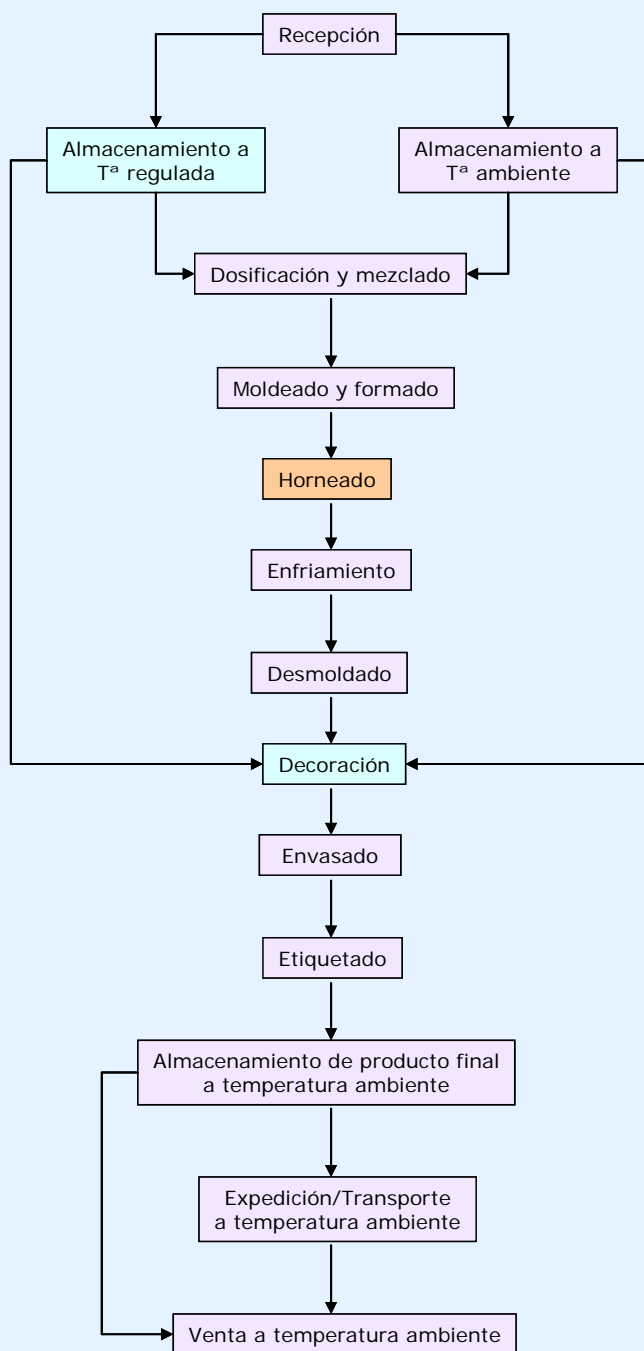 Recepción
Almacenamiento a
Tª regulada
Almacenamiento a
Tª ambiente
Dosificación y mezclado
Moldeado y formado
Horneado
Enfriamiento
Desmoldado
Decoración
Envasado
Etiquetado
Almacenamiento de producto final
a temperatura ambiente
Expedición/Transporte
a temperatura ambiente
Venta a temperatura ambiente